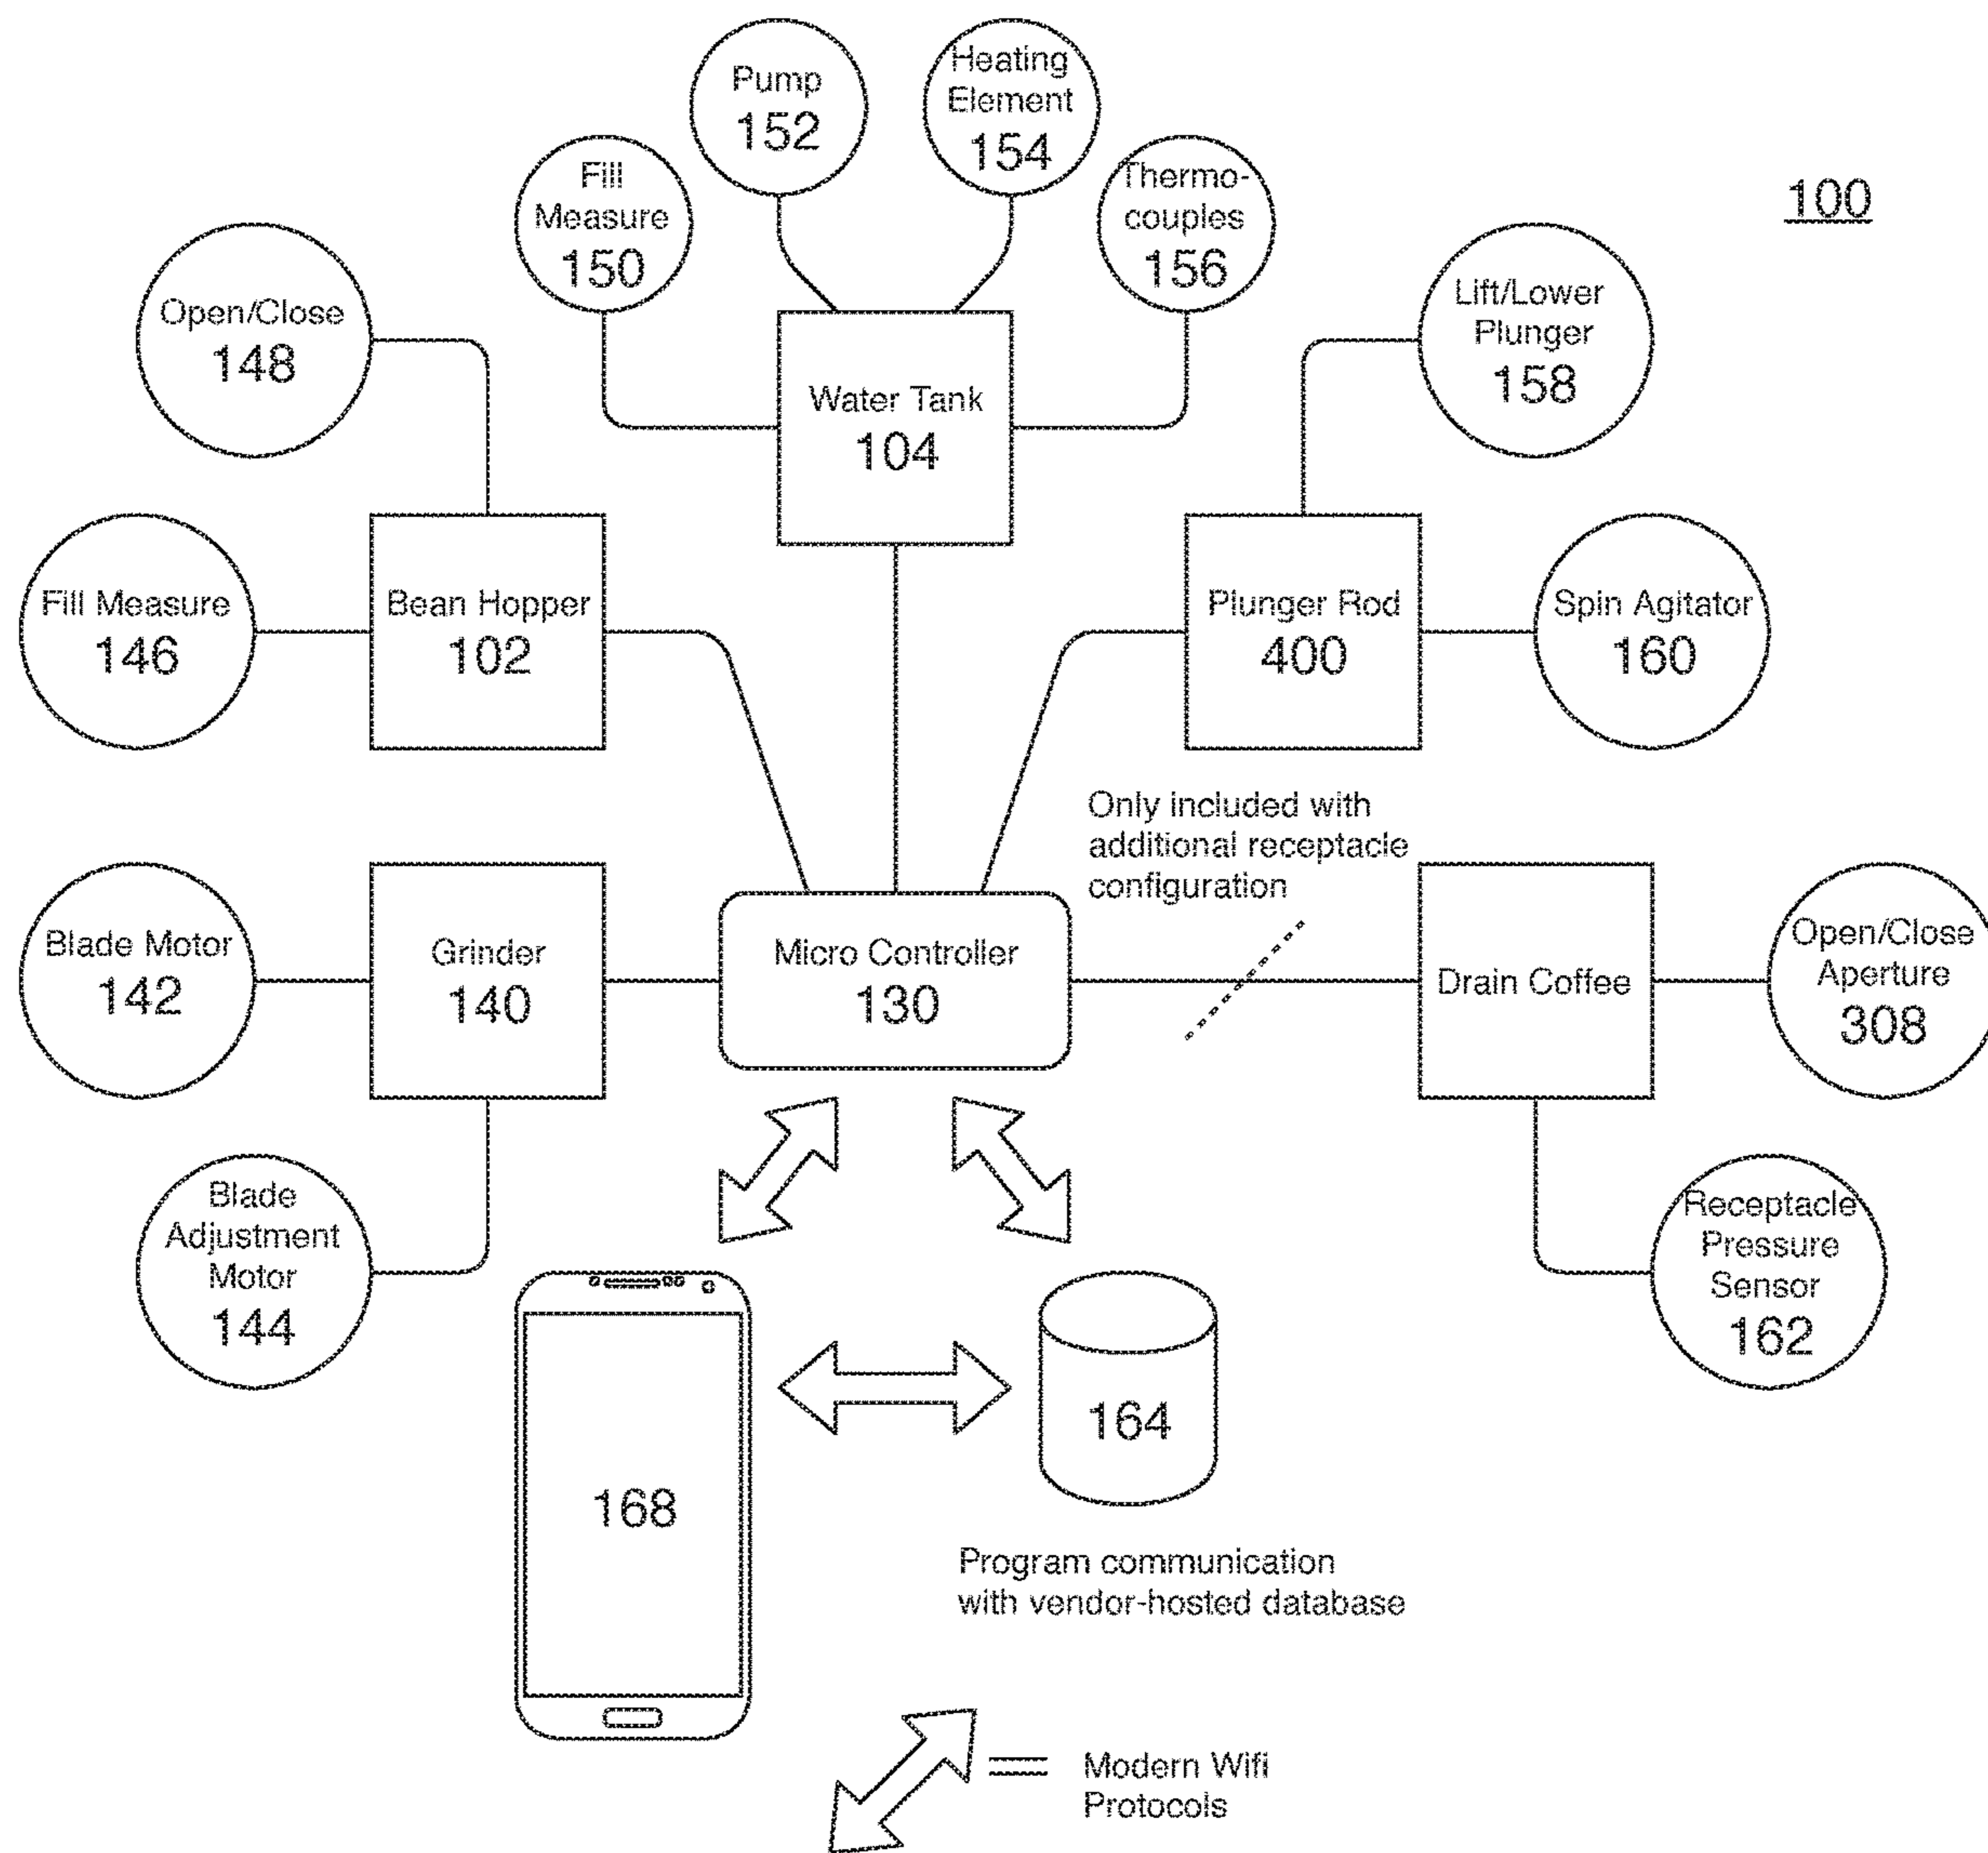 Pump
152
Heating
Element
154
Fill
Measure
150
Thermo-
couples
156
100
Open/Close
148
Lift/Lower
Plunger
158
Water Tank
104
Fill Measure
146
Bean Hopper
102
Plunger Rod
400
Spin Agitator
160
Only included with
additional receptacle
configuration
Blade Motor
142
Grinder
140
Micro Controller
130
Drain Coffee
Open/Close
Aperture
308
Blade
Adjustment
Motor
144
Receptacle
Pressure
Sensor
162
168
164
Program communication
with vendor-hosted database
= Modern Wifi
Protocols